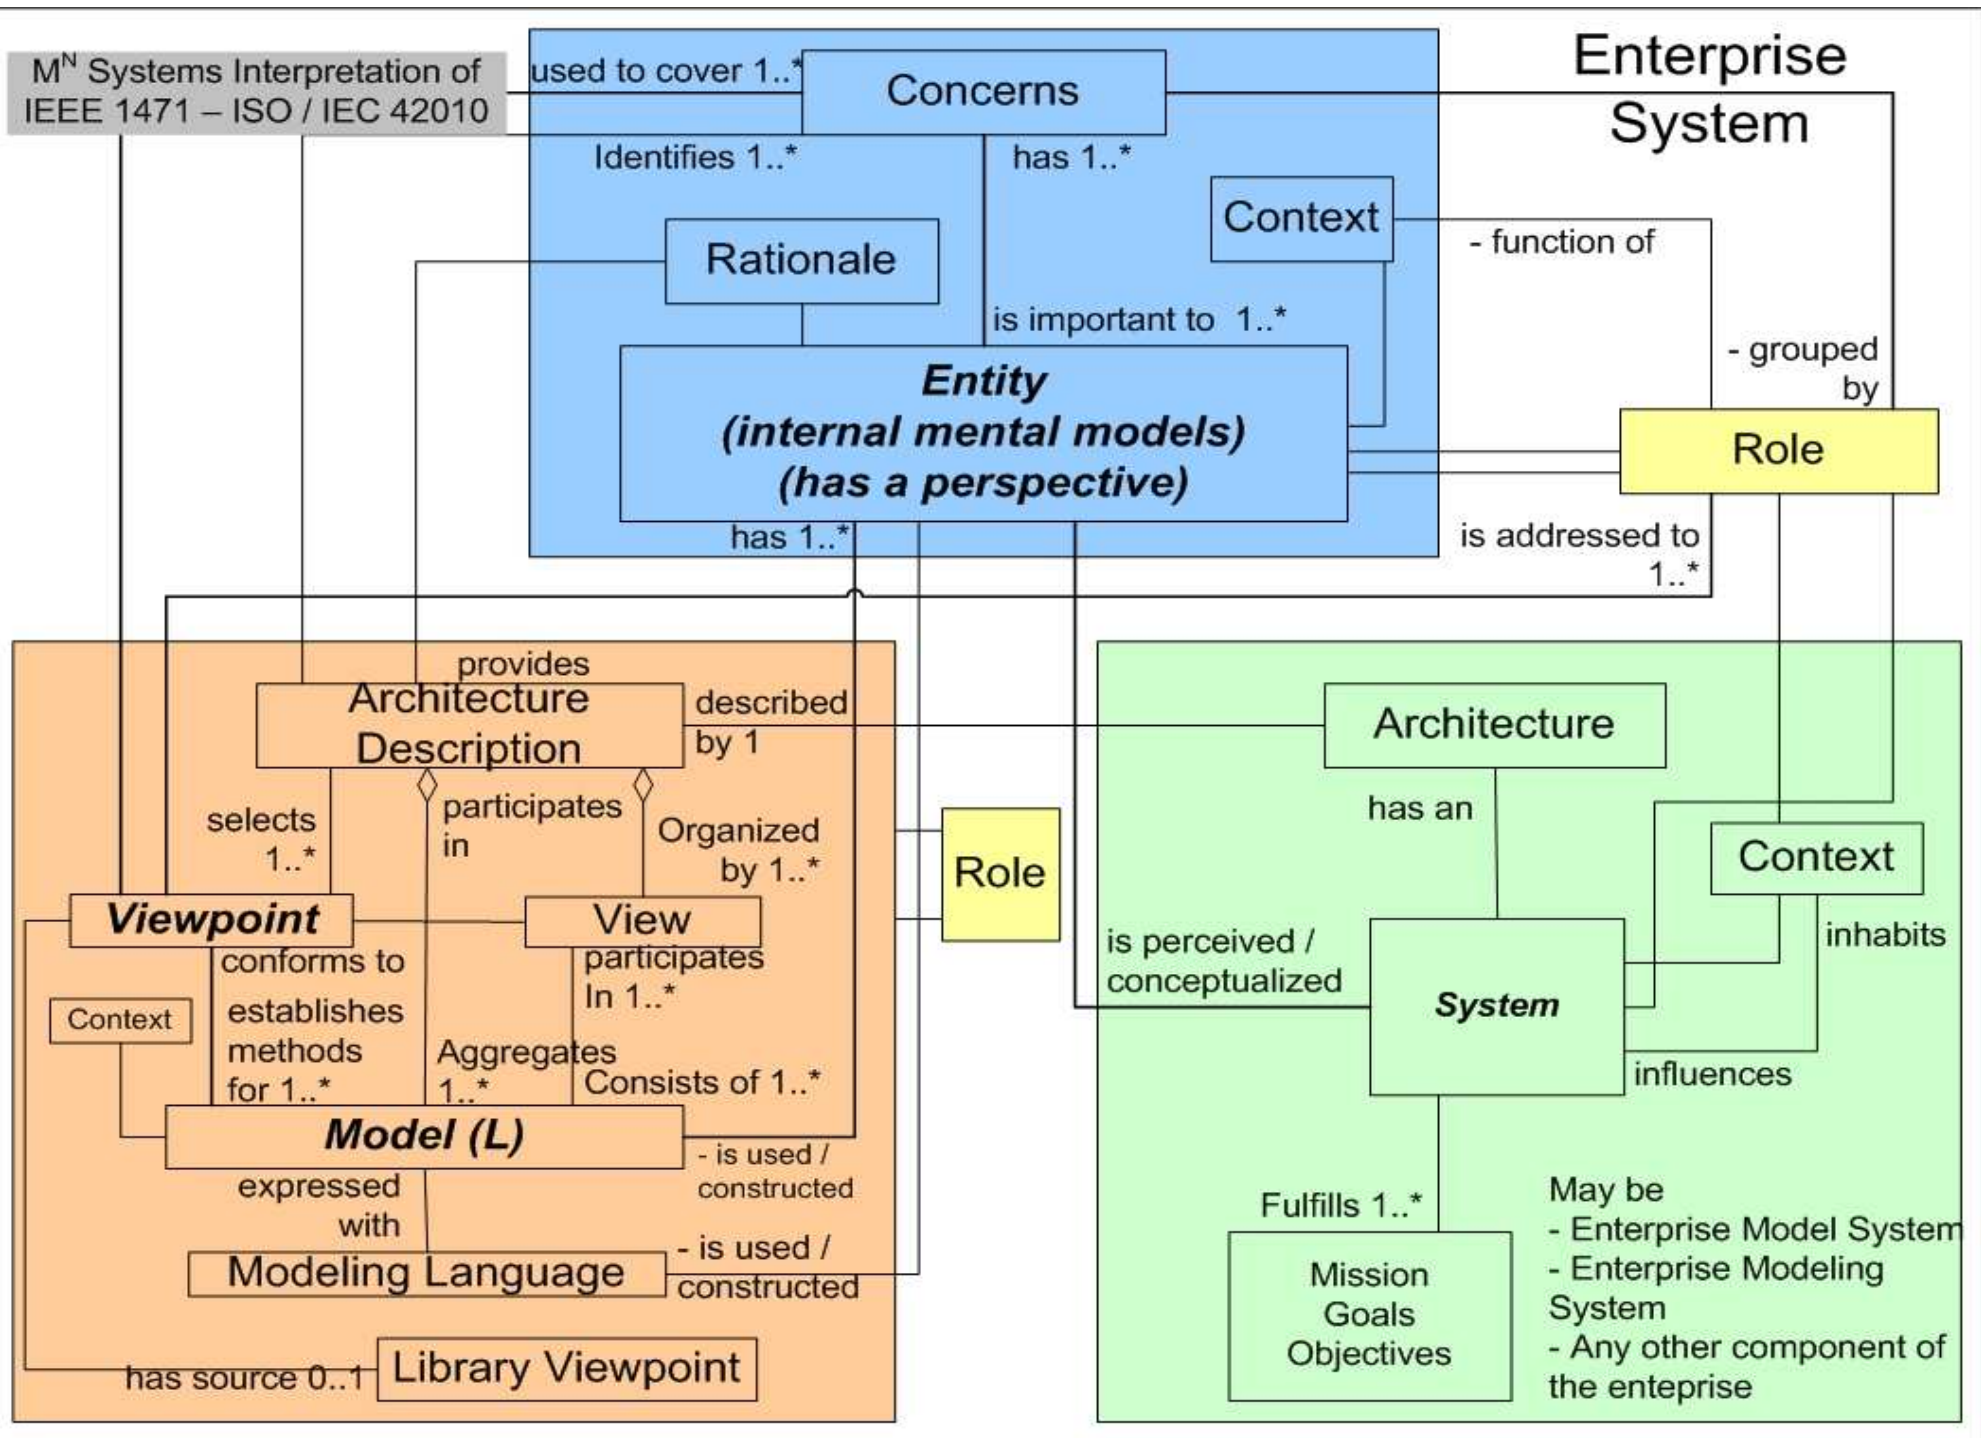 M^N Systems Interpretation of
IEEE 1471 – ISO / IEC 42010
used to cover 1..*
Concerns
Enterprise
System
Identifies 1..*
has 1..*
Context
- function of
Rationale
is important to 1..*
- grouped
by
Entity
(internal mental models)
(has a perspective)
Role
has 1..*
is addressed to
1..*
provides
Architecture
Description
described
by 1
Architecture
selects
1..*
participates
in
Organized
by 1..*
has an
Role
Context
Viewpoint
View
conforms to
participates
In 1..*
is perceived /
conceptualized
inhabits
Context
establishes
methods
for 1..*
Aggregates
1..*
Consists of 1..*
System
influences
Model (L)
- is used /
constructed
expressed
with
Modeling Language
- is used /
constructed
Fulfills 1..*
Mission
Goals
Objectives
May be
- Enterprise Model System
- Enterprise Modeling
System
- Any other component of
the enteprise
has source 0..1
Library Viewpoint